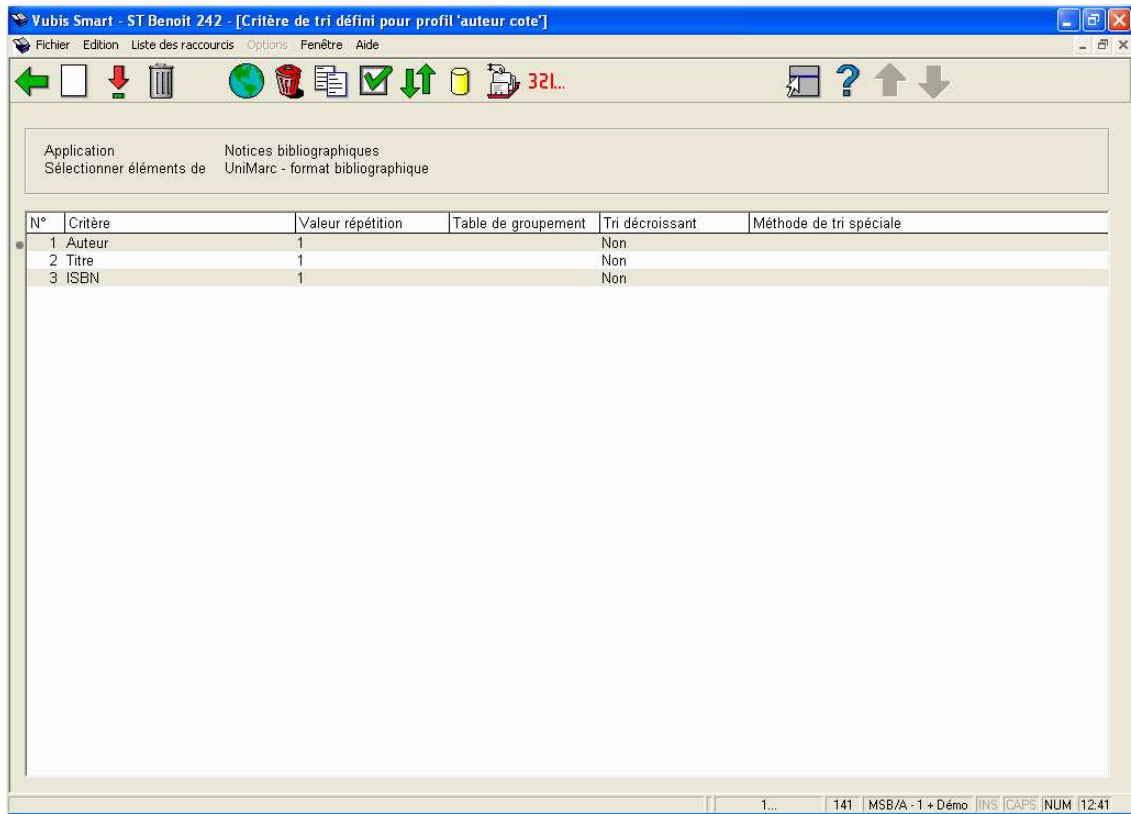 Vubis Smart - ST Benoit 242 - [Critère de tri défini pour profil 'auteur cote']
Fichier Edition Liste des raccourcis Options Fenêtre Aide
321...
Application Notices bibliographiques
Sélectionner éléments de UniMarc - format bibliographique
N° Critère Valeur répétition Table de groupement Tri décroissant Méthode de tri spéciale
1 Auteur 1 Non
2 Titre 1 Non
3 ISBN 1 Non
1... 141 MSB/A - 1 + Démo INS CAPS NUM 12:41